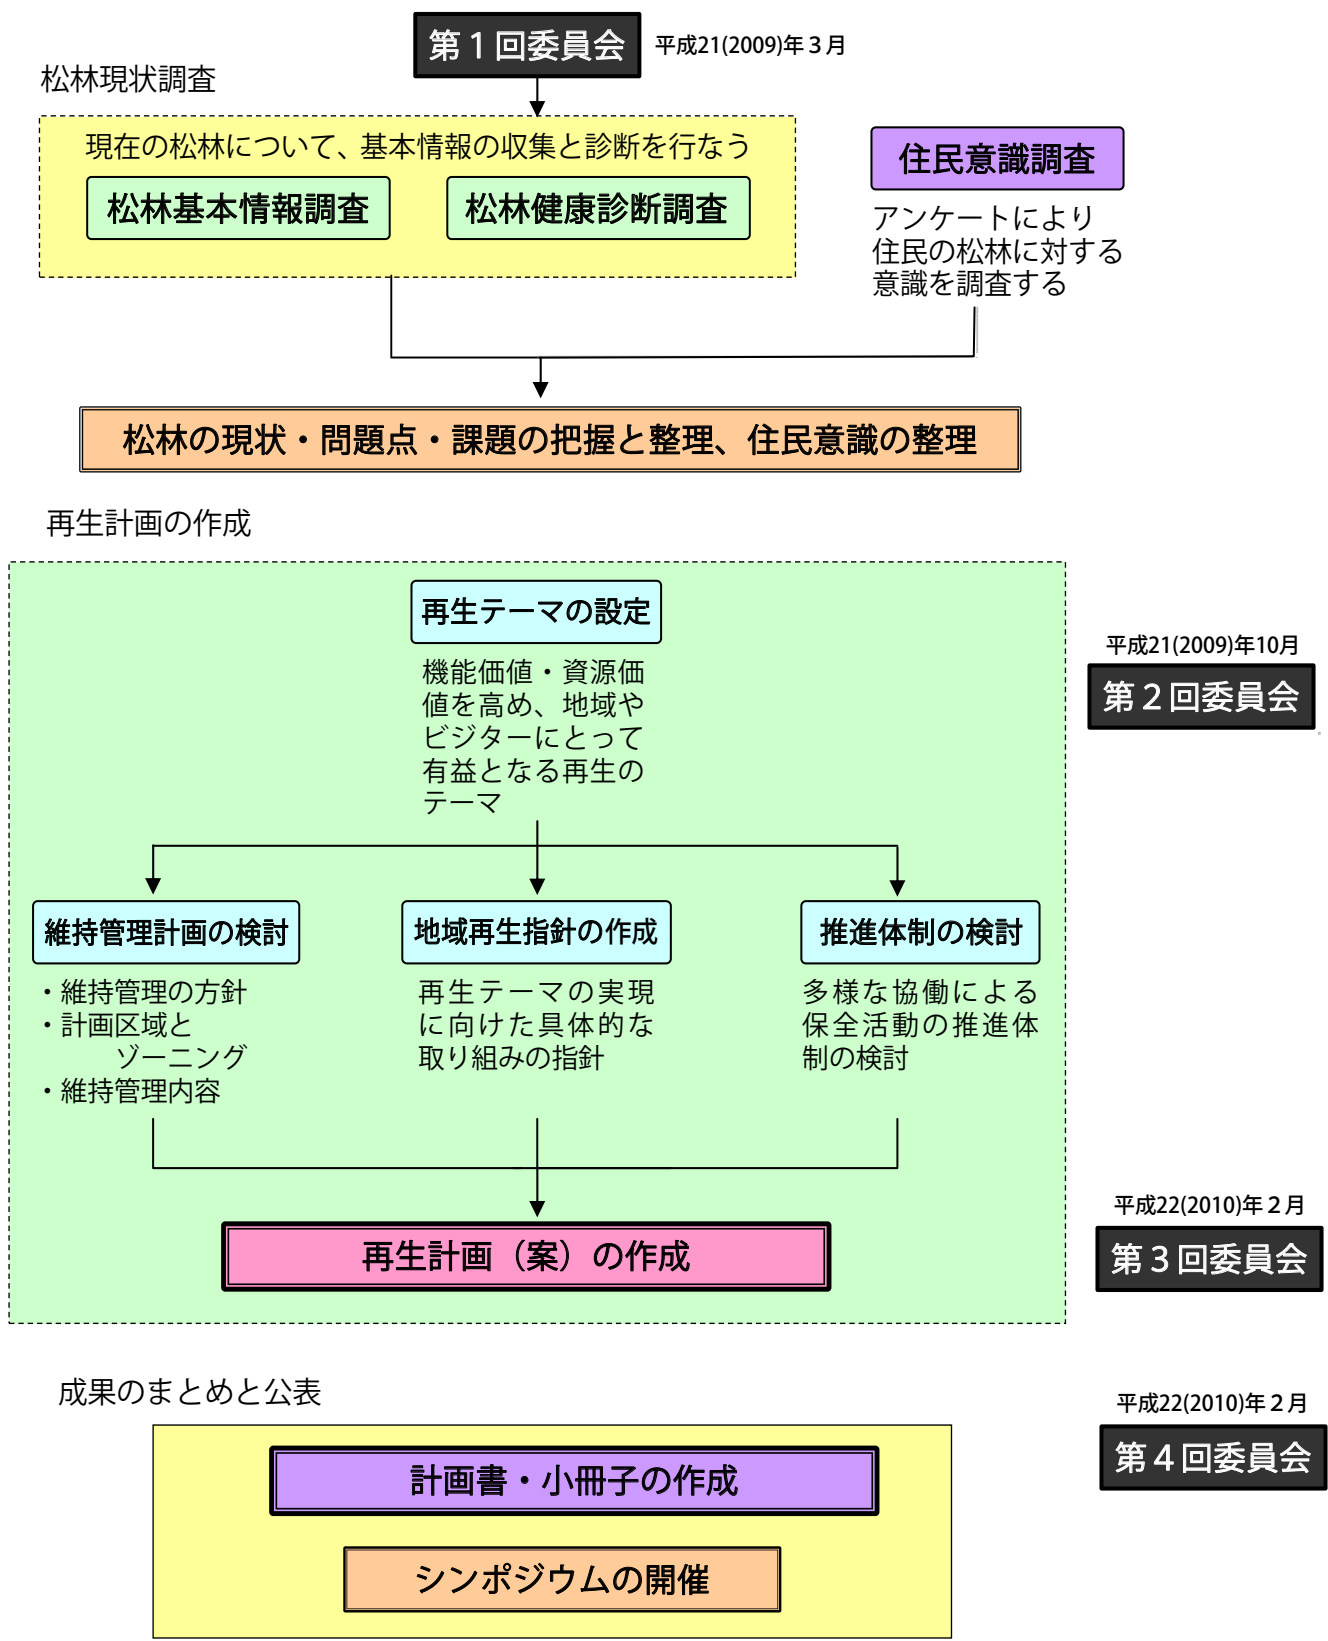 第１回委員会
平成21(2009)年３月
松林現状調査
現在の松林について、基本情報の収集と診断を行なう
松林基本情報調査
松林健康診断調査
住民意識調査
アンケートにより
住民の松林に対する
意識を調査する
松林の現状・問題点・課題の把握と整理、住民意識の整理
再生計画の作成
再生テーマの設定
機能価値・資源価
値を高め、地域や
ビジターにとって
有益となる再生の
テーマ
平成21(2009)年10月
第２回委員会
維持管理計画の検討
・維持管理の方針
・計画区域と
ゾーニング
・維持管理内容
地域再生指針の作成
再生テーマの実現
に向けた具体的な
取り組みの指針
推進体制の検討
多様な協働による
保全活動の推進体
制の検討
再生計画（案）の作成
平成22(2010)年２月
第３回委員会
成果のまとめと公表
計画書・小冊子の作成
シンポジウムの開催
平成22(2010)年２月
第４回委員会